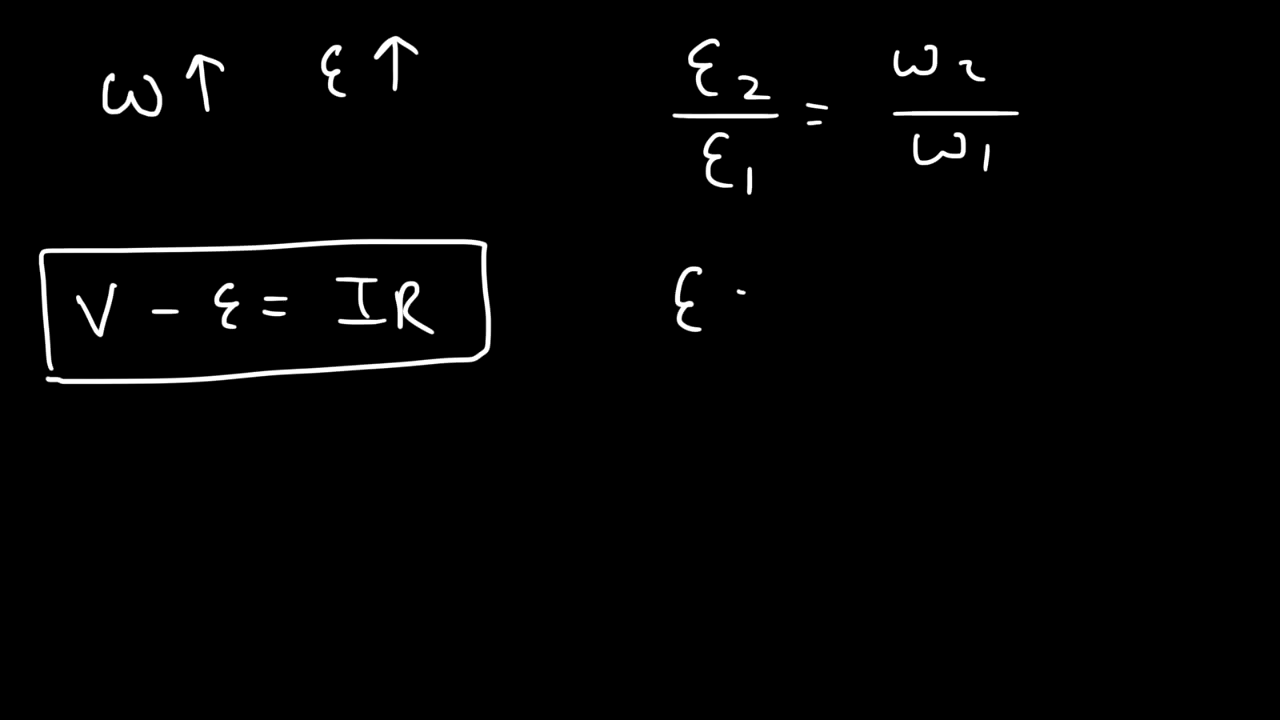 ω↑ ε↑
ε2/ε1 = ω2/ω1
V - ε = IR
ε